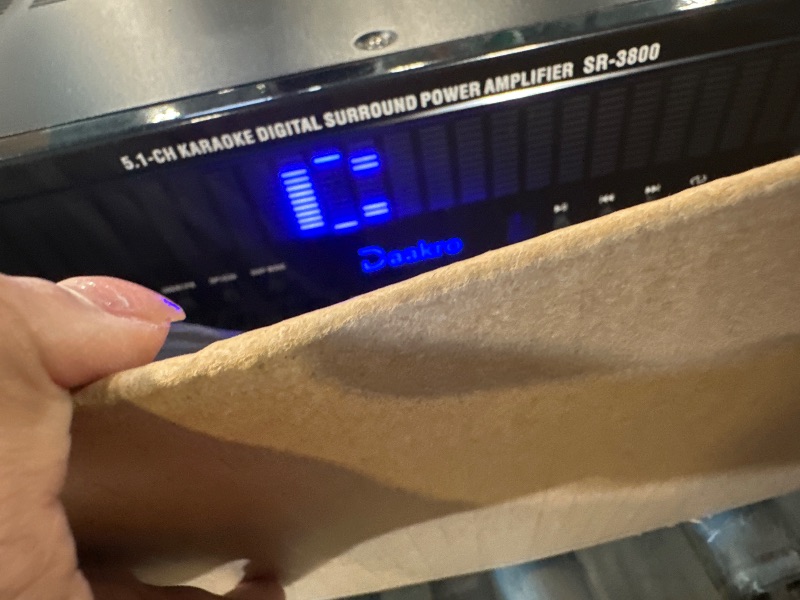 5.1-CH KARAOKE DIGITAL SURROUND POWER AMPLIFIER SR-3800
C
Daakro